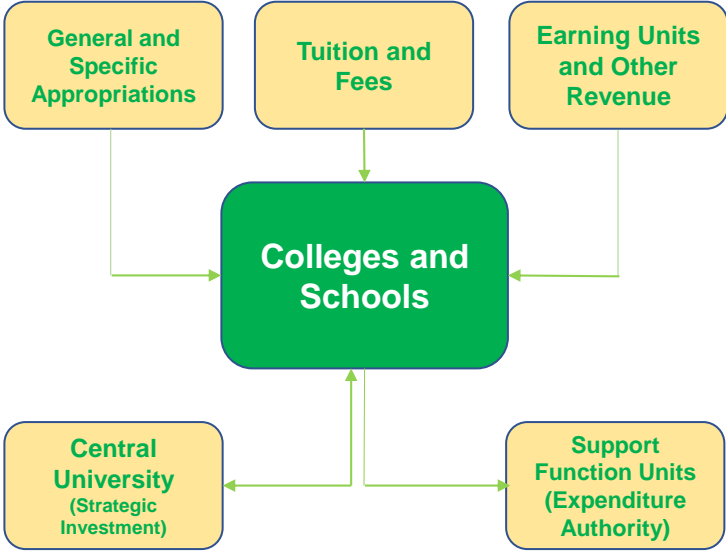 General and
Specific
Appropriations
Tuition and
Fees
Earning Units
and Other
Revenue
Colleges and
Schools
Central
University
(Strategic
Investment)
Support
Function Units
(Expenditure
Authority)